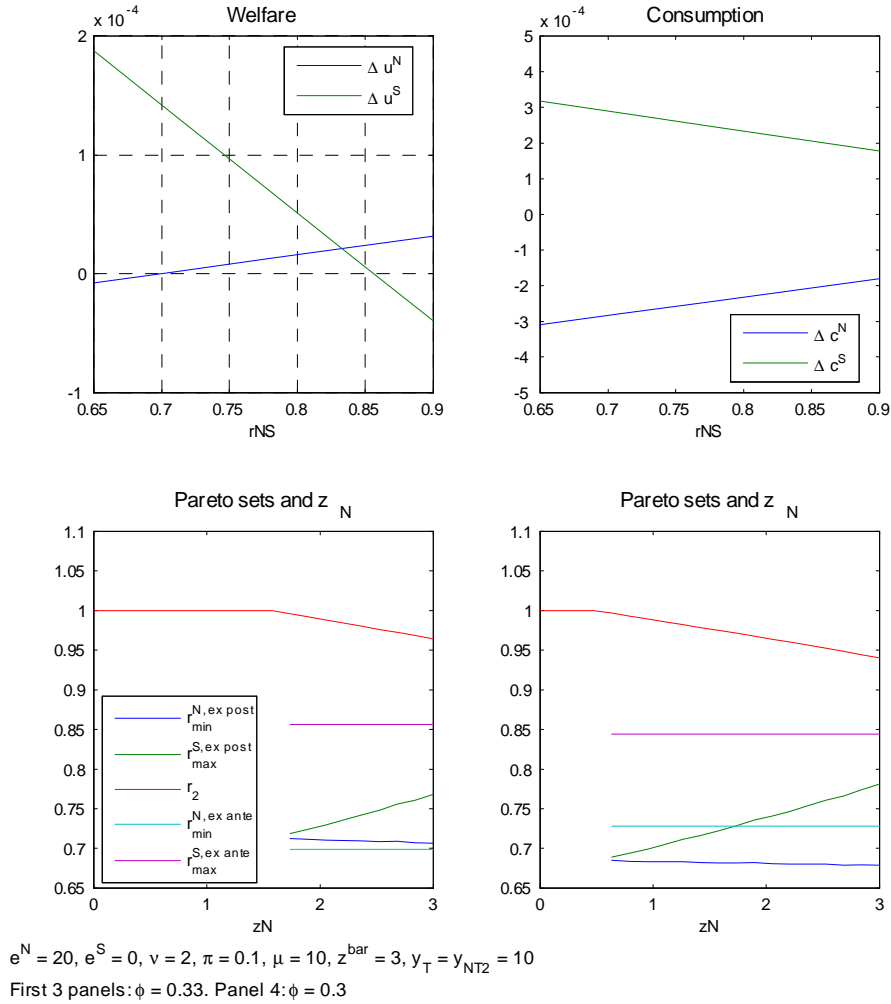 Welfare
x 10^-4
2
1
0
-1
0.65 0.7 0.75 0.8 0.85 0.9
rNS
Δ u^N
Δ u^S
Consumption
x 10^-4
5
4
3
2
1
0
-1
-2
-3
-4
-5
0.65 0.7 0.75 0.8 0.85 0.9
rNS
Δ c^N
Δ c^S
Pareto sets and z_N
1.1
1.05
1
0.95
0.9
0.85
0.8
0.75
0.7
0.65
0 1 2 3
zN
r_min^N, ex post
r_max^S, ex post
r_2
r_min^N, ex ante
r_max^S, ex ante
Pareto sets and z_N
1.1
1.05
1
0.95
0.9
0.85
0.8
0.75
0.7
0.65
0 1 2 3
zN
e^N = 20, e^S = 0, ν = 2, π = 0.1, μ = 10, z^bar = 3, y_T = y_NT2 = 10
First 3 panels: ϕ = 0.33. Panel 4: ϕ = 0.3